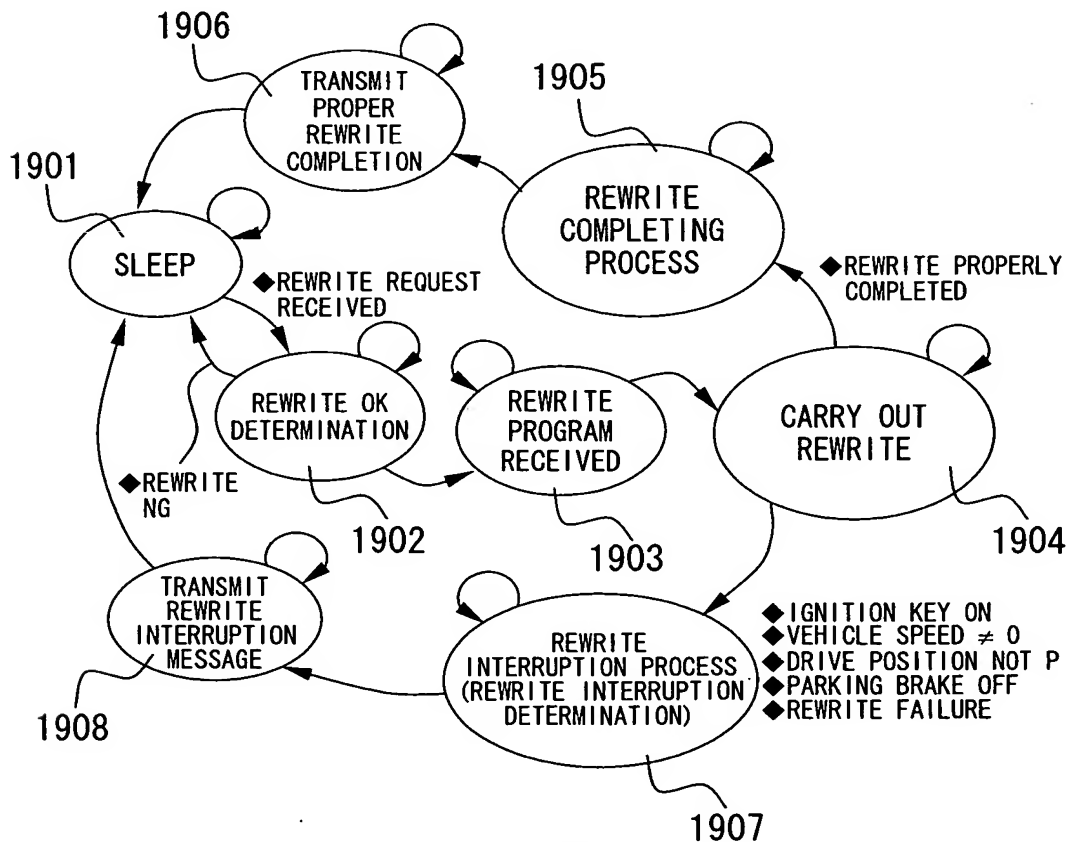 1906
TRANSMIT
PROPER
REWRITE
COMPLETION
1905
REWRITE
COMPLETING
PROCESS
1901
SLEEP
◆REWRITE REQUEST
RECEIVED
◆REWRITE PROPERLY
COMPLETED
REWRITE OK
DETERMINATION
REWRITE
PROGRAM
RECEIVED
CARRY OUT
REWRITE
◆REWRITE
NG
1902
1903
1904
TRANSMIT
REWRITE
INTERRUPTION
MESSAGE
1908
REWRITE
INTERRUPTION PROCESS
(REWRITE INTERRUPTION
DETERMINATION)
◆IGNITION KEY ON
◆VEHICLE SPEED ≠ 0
◆DRIVE POSITION NOT P
◆PARKING BRAKE OFF
◆REWRITE FAILURE
1907